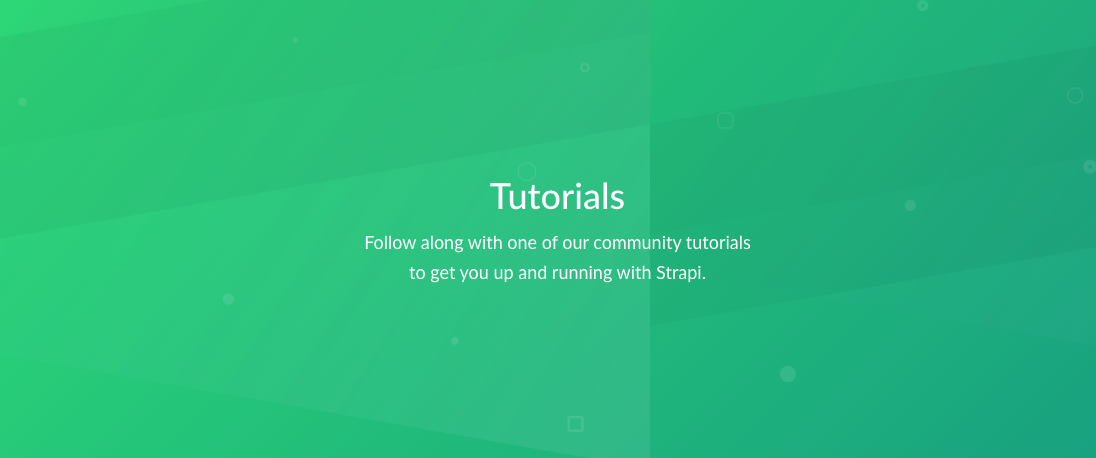 Tutorials
Follow along with one of our community tutorials
to get you up and running with Strapi.